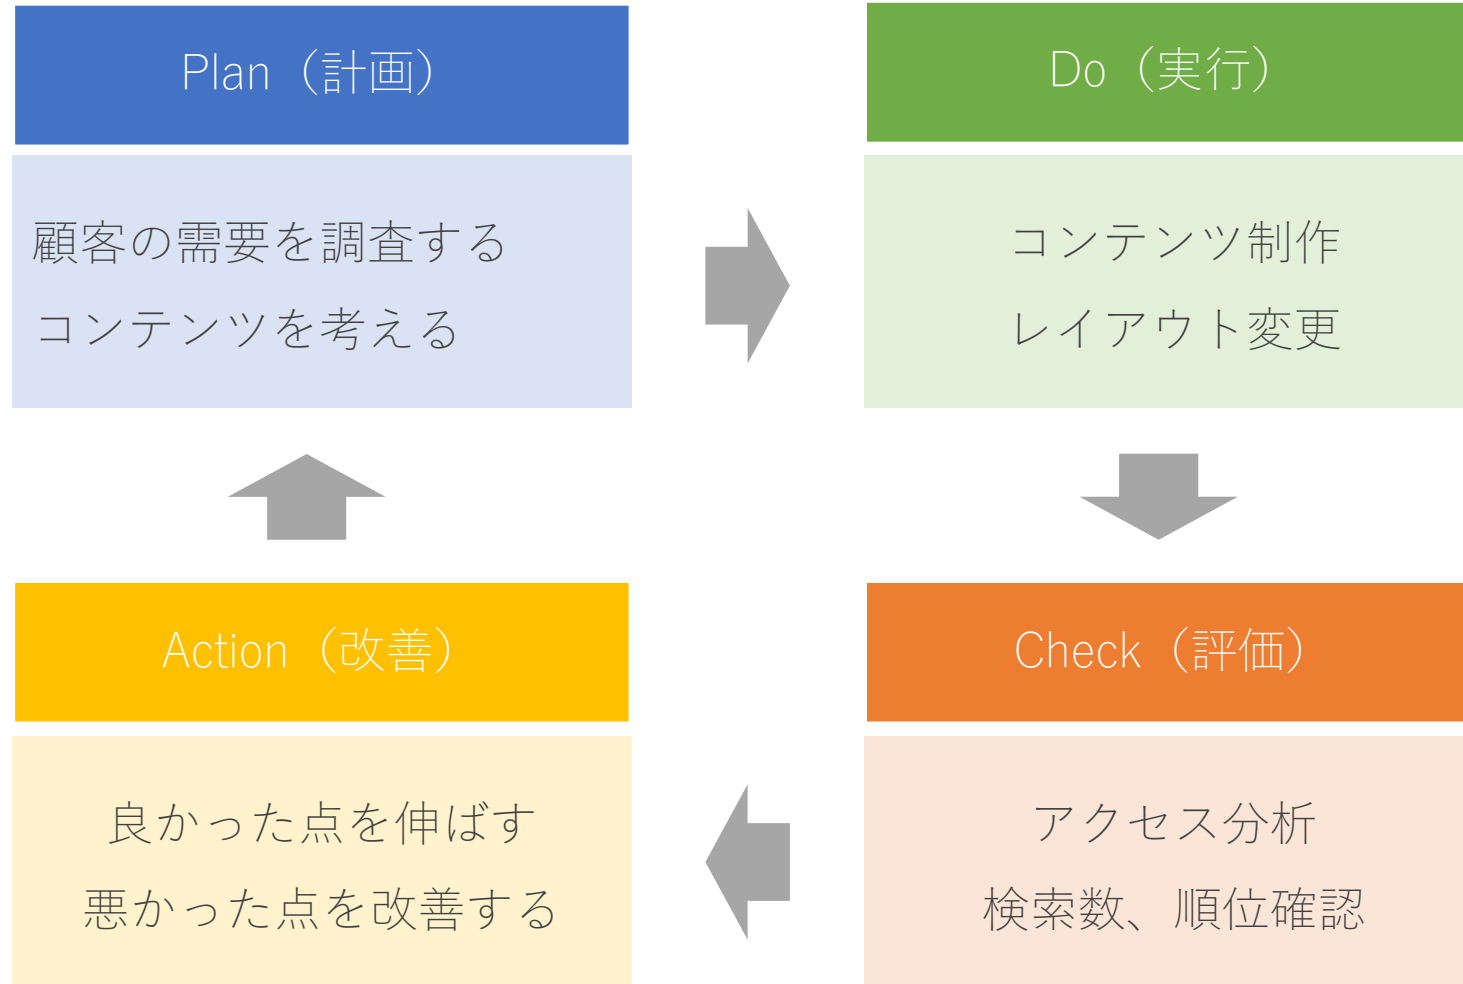 Plan（計画）
顧客の需要を調査する
コンテンツを考える
Do（実行）
コンテンツ制作
レイアウト変更
Check（評価）
アクセス分析
検索数、順位確認
Action（改善）
良かった点を伸ばす
悪かった点を改善する